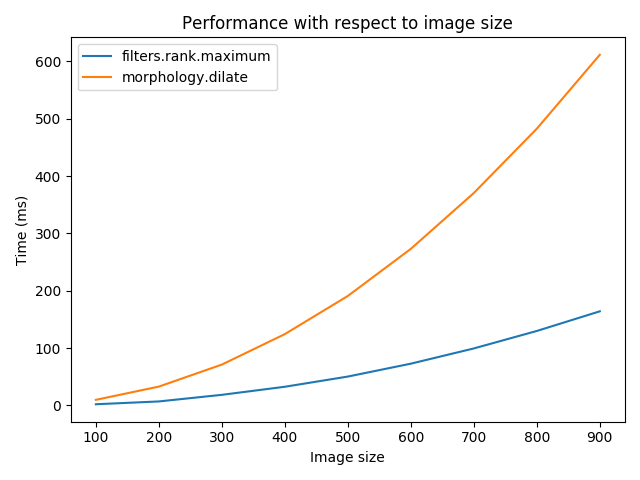 Performance with respect to image size
filters.rank.maximum
morphology.dilate
Time (ms)
600
500
400
300
200
100
0
100 200 300 400 500 600 700 800 900
Image size